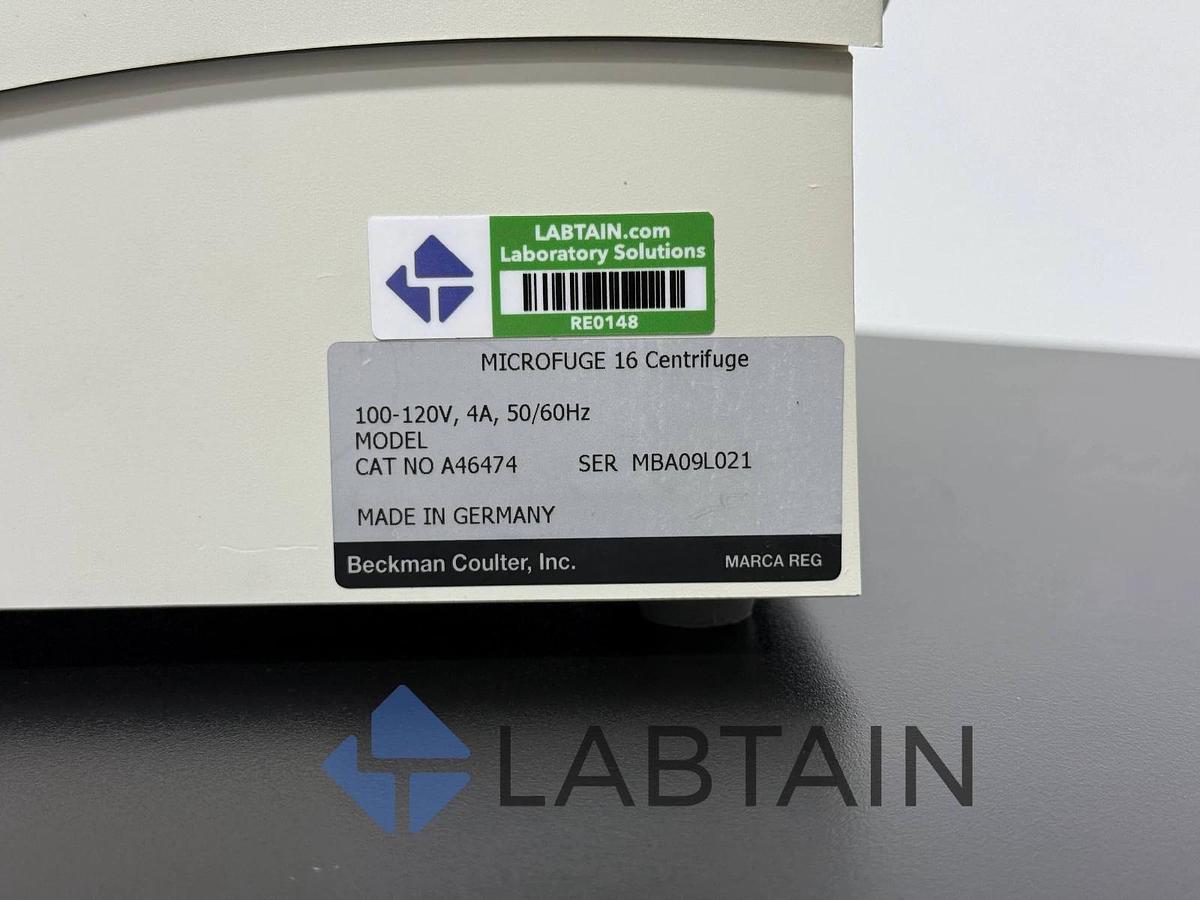 LABTAIN.com
Laboratory Solutions
RE0148
MICROFUGE 16 Centrifuge
100-120V, 4A, 50/60Hz
MODEL
CAT NO A46474 SER MBA09L021
MADE IN GERMANY
Beckman Coulter, Inc. MARCA REG
LABTAIN